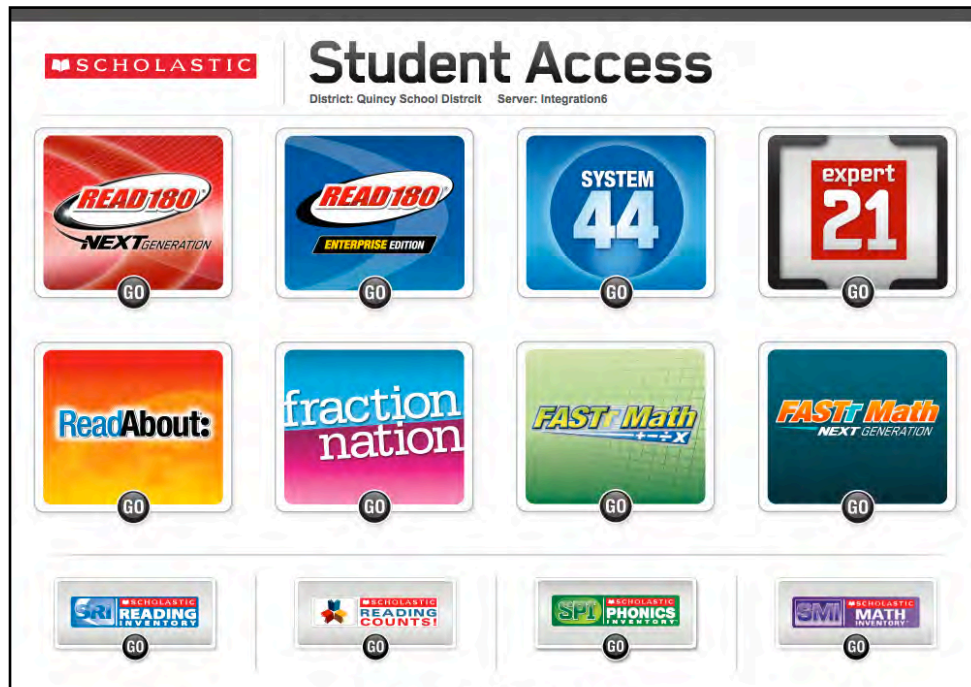 SCHOLASTIC
Student Access
District: Quincy School Distrcit Server: Integration6
READ 180
NEXT GENERATION
GO
READ 180
ENTERPRISE EDITION
GO
SYSTEM
44
GO
expert
21
GO
ReadAbout:
GO
fraction
nation
GO
FASTT Math
+-÷x
GO
FASTT Math
NEXT GENERATION
GO
SRI SCHOLASTIC
READING
INVENTORY
GO
SCHOLASTIC
READING
COUNTS!
GO
SPI SCHOLASTIC
PHONICS
INVENTORY
GO
SMI SCHOLASTIC
MATH
INVENTORY
GO